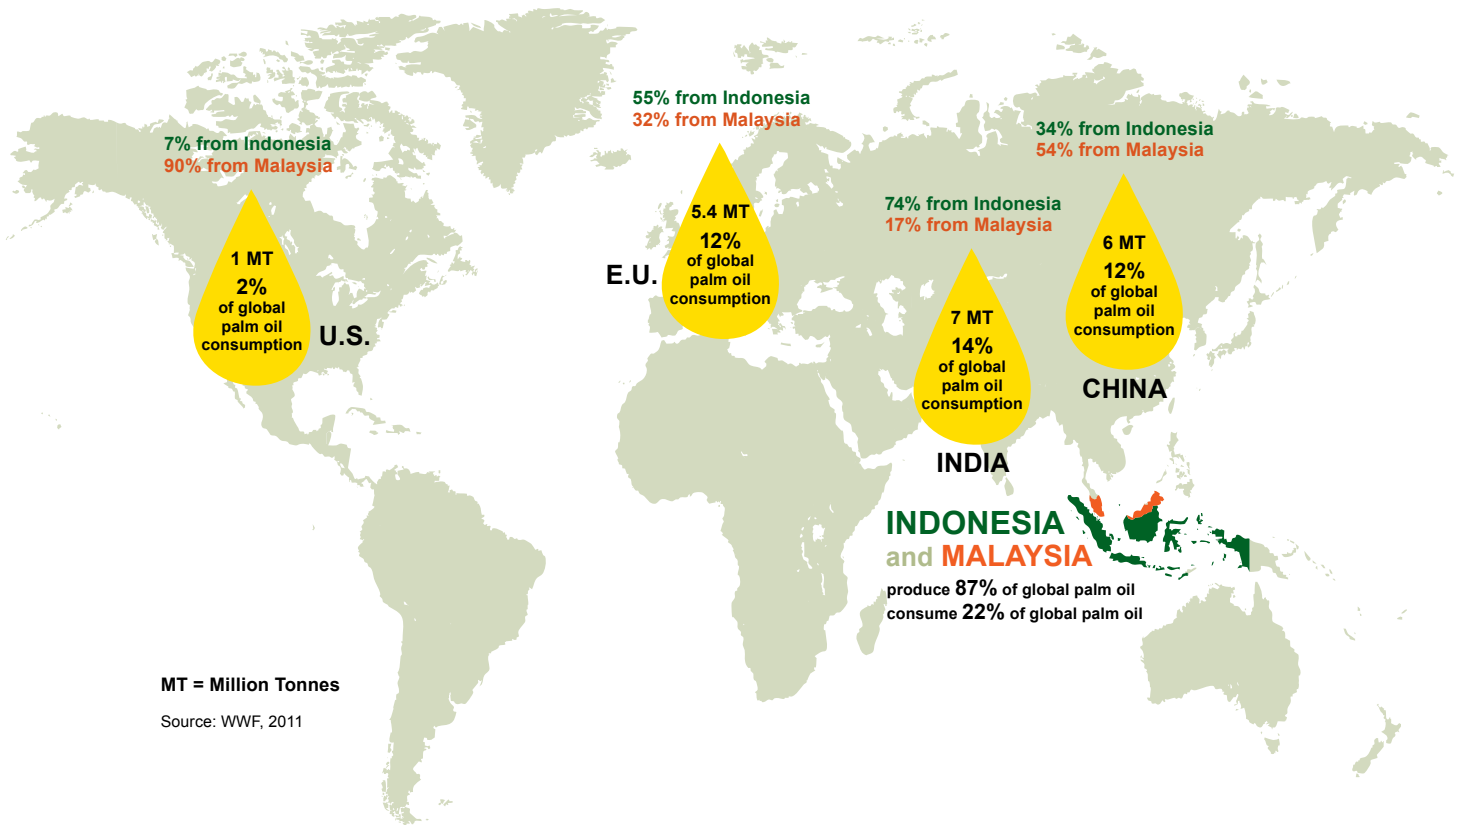 7% from Indonesia
90% from Malaysia
1 MT
2%
of global
palm oil
consumption
U.S.
55% from Indonesia
32% from Malaysia
5.4 MT
12%
of global
palm oil
consumption
E.U.
74% from Indonesia
17% from Malaysia
7 MT
14%
of global
palm oil
consumption
INDIA
34% from Indonesia
54% from Malaysia
6 MT
12%
of global
palm oil
consumption
CHINA
INDONESIA
and MALAYSIA
produce 87% of global palm oil
consume 22% of global palm oil
MT = Million Tonnes
Source: WWF, 2011